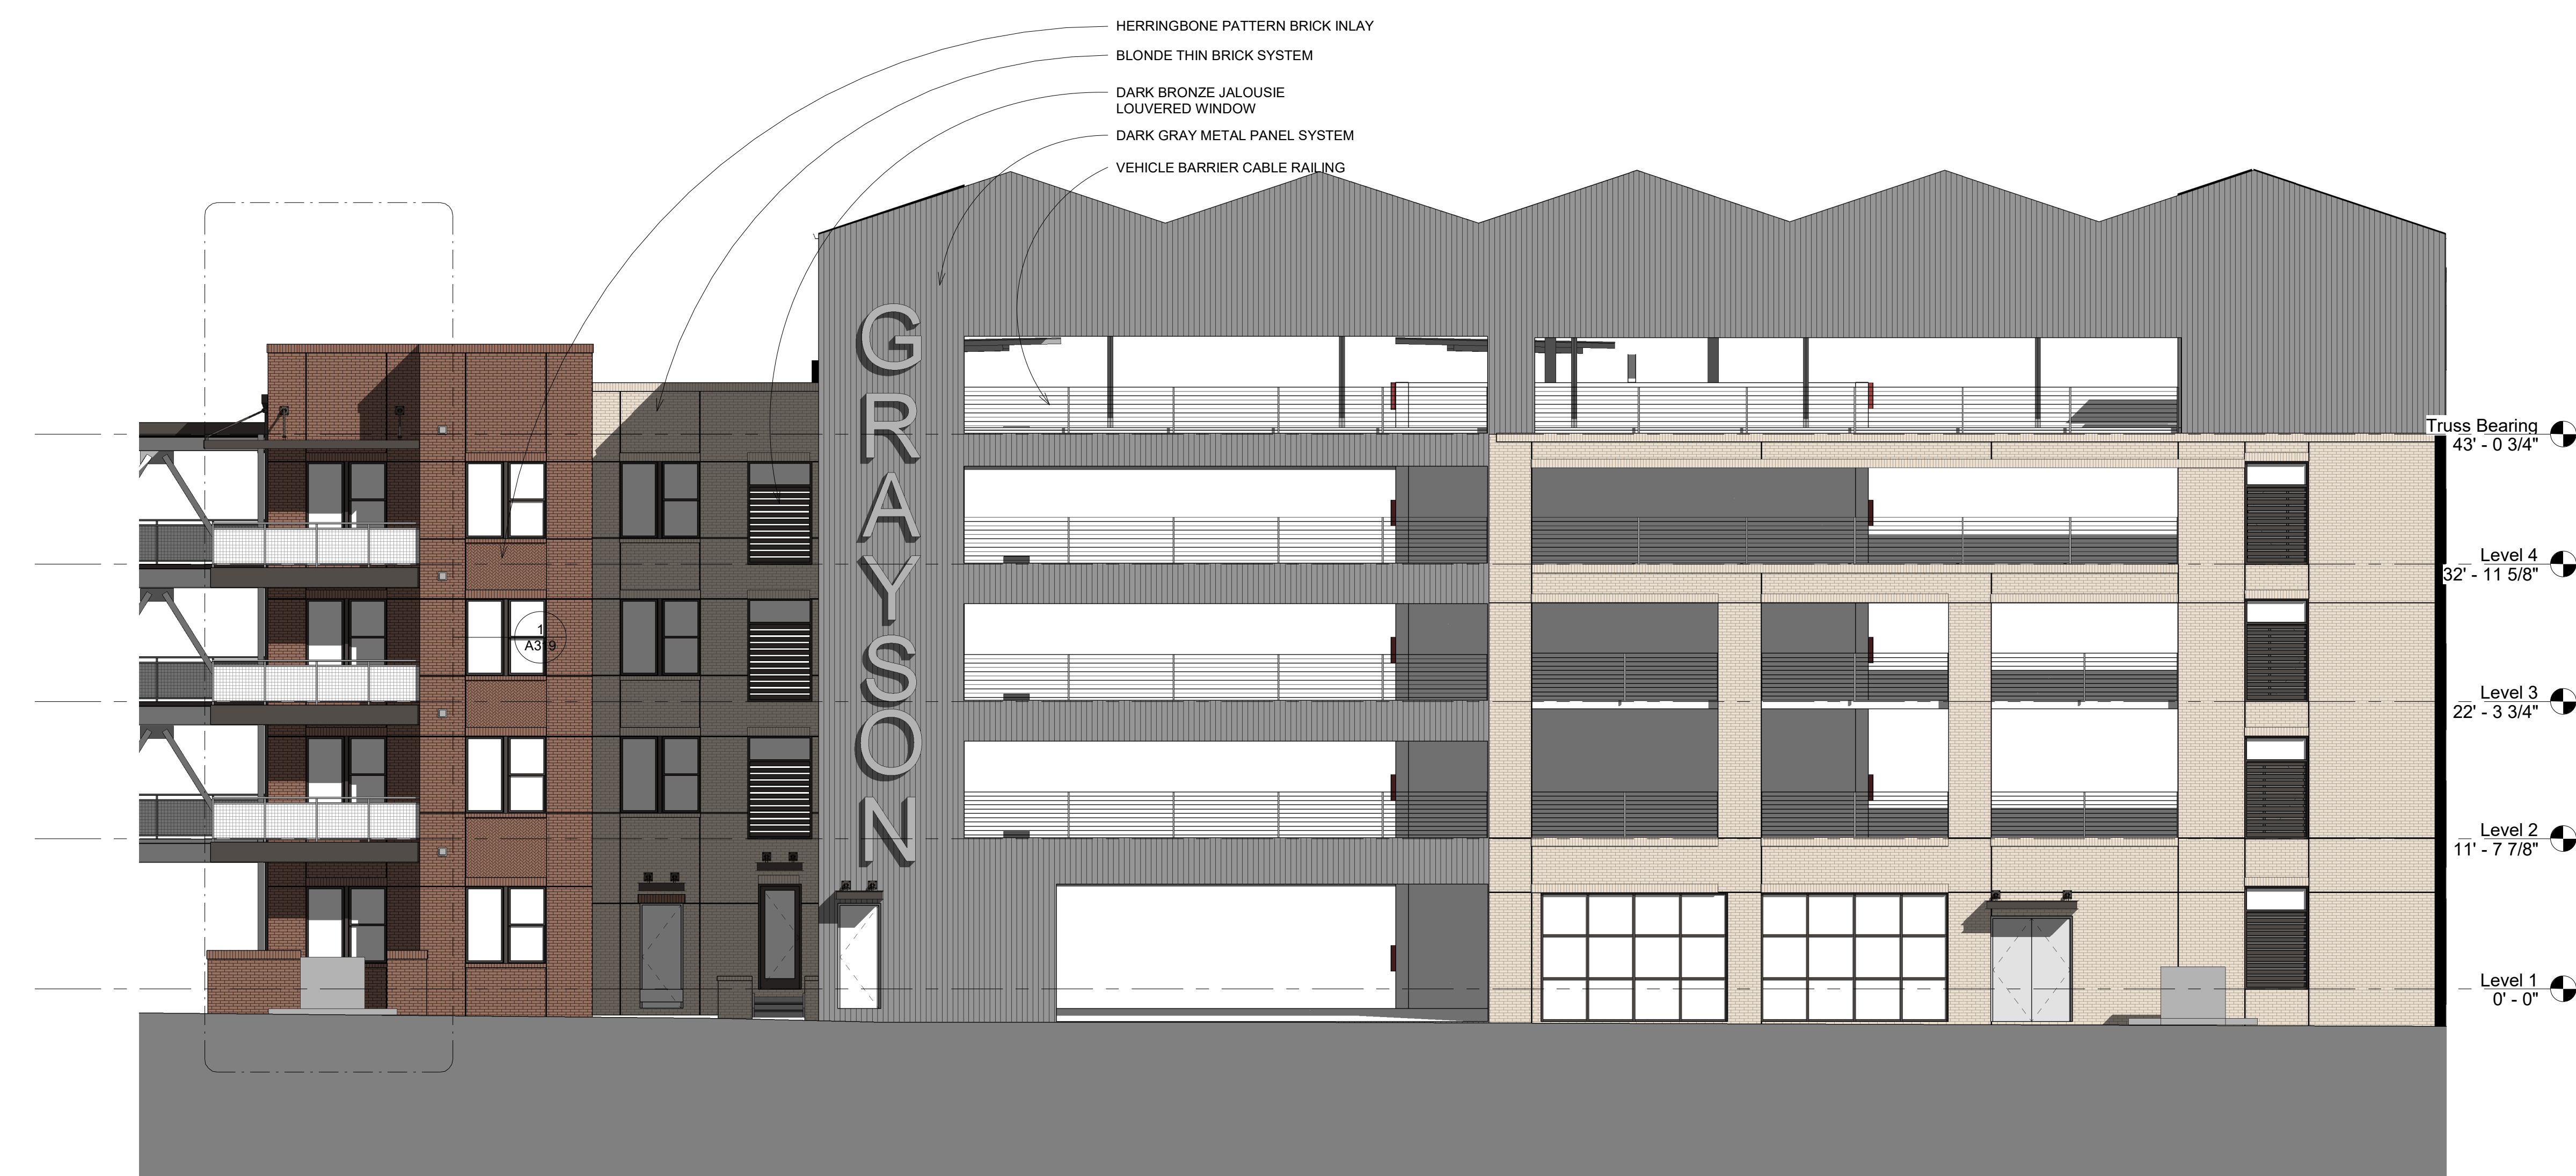 HERRINGBONE PATTERN BRICK INLAY
BLONDE THIN BRICK SYSTEM
DARK BRONZE JALOUSIE
LOUVERED WINDOW
DARK GRAY METAL PANEL SYSTEM
VEHICLE BARRIER CABLE RAILING
GRAYSON
Truss Bearing
43' - 0 3/4"
Level 4
32' - 11 5/8"
Level 3
22' - 3 3/4"
Level 2
11' - 7 7/8"
Level 1
0' - 0"
1